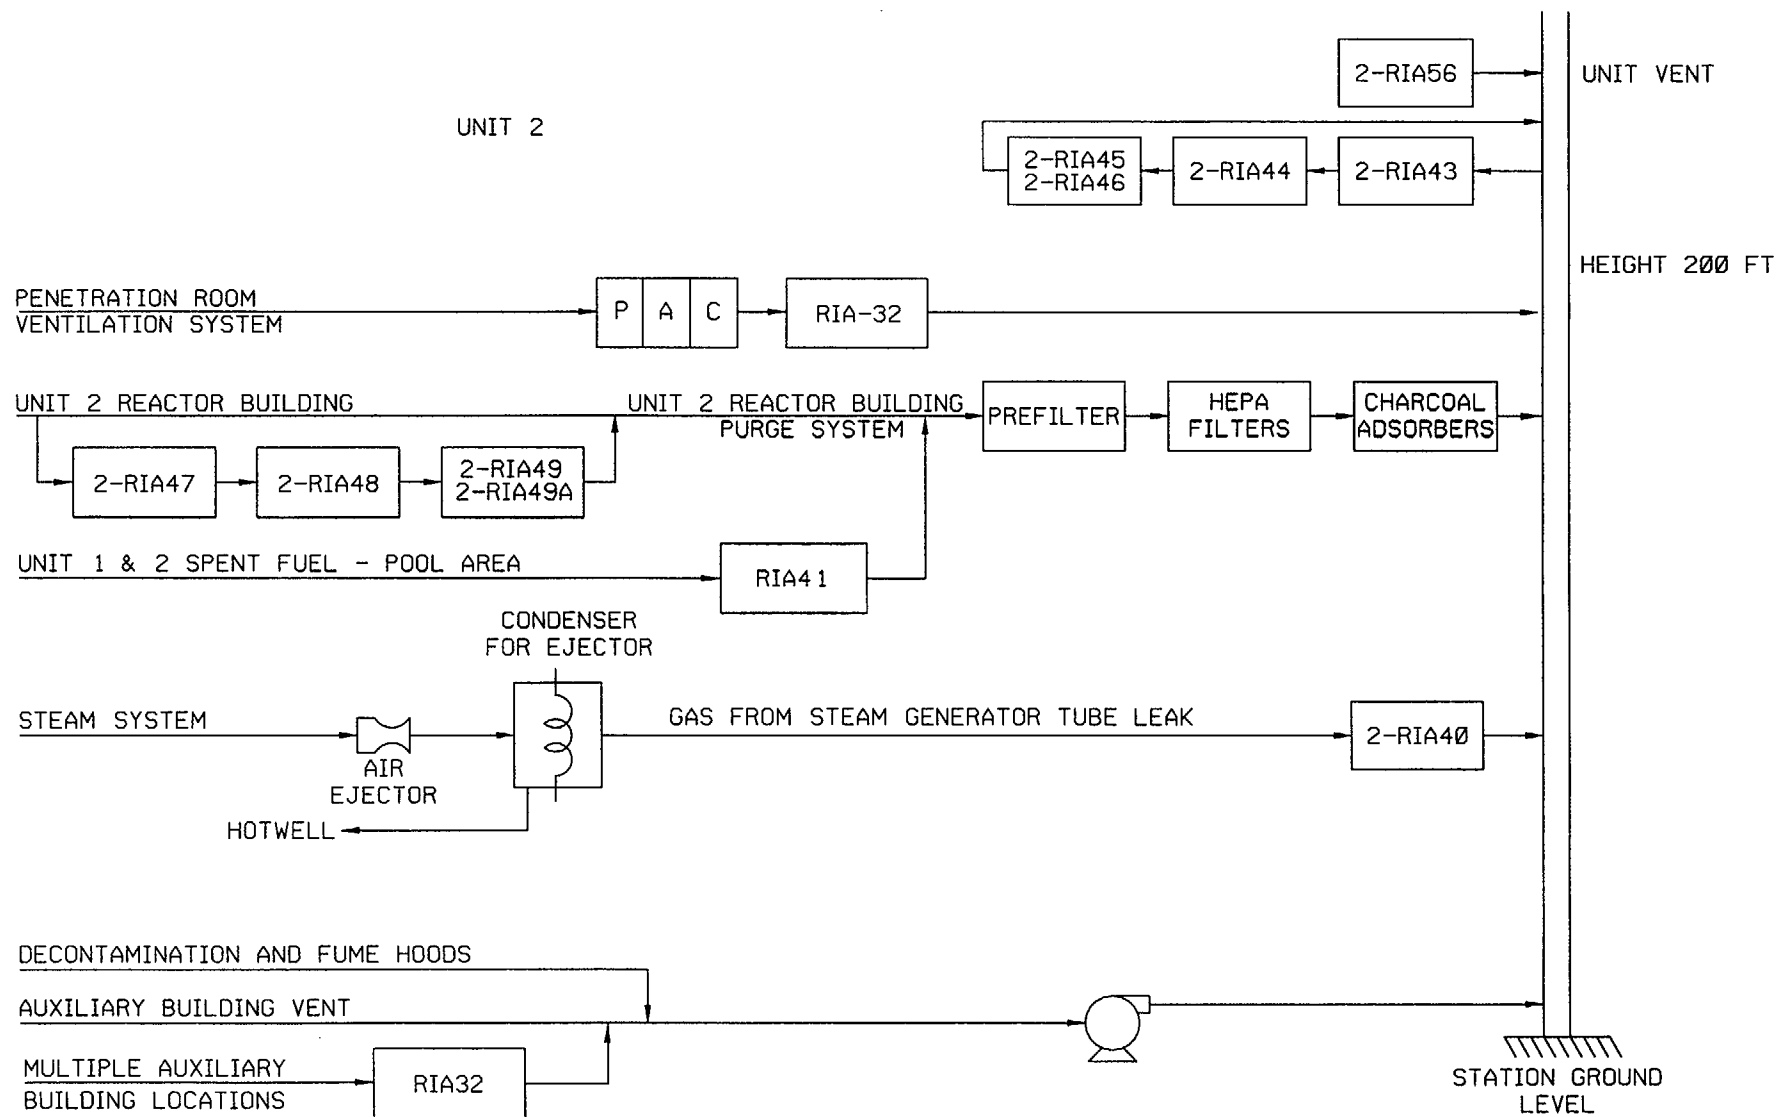 2-RIA56
UNIT VENT
UNIT 2
2-RIA45
2-RIA46
2-RIA44
2-RIA43
HEIGHT 200 FT
PENETRATION ROOM
VENTILATION SYSTEM
P A C
RIA-32
UNIT 2 REACTOR BUILDING
UNIT 2 REACTOR BUILDING
PURGE SYSTEM
PREFILTER
HEPA
FILTERS
CHARCOAL
ADSORBERS
2-RIA47
2-RIA48
2-RIA49
2-RIA49A
UNIT 1 & 2 SPENT FUEL - POOL AREA
RIA41
CONDENSER
FOR EJECTOR
STEAM SYSTEM
GAS FROM STEAM GENERATOR TUBE LEAK
2-RIA40
AIR
EJECTOR
HOTWELL
DECONTAMINATION AND FUME HOODS
AUXILIARY BUILDING VENT
MULTIPLE AUXILIARY
BUILDING LOCATIONS
RIA32
STATION GROUND
LEVEL